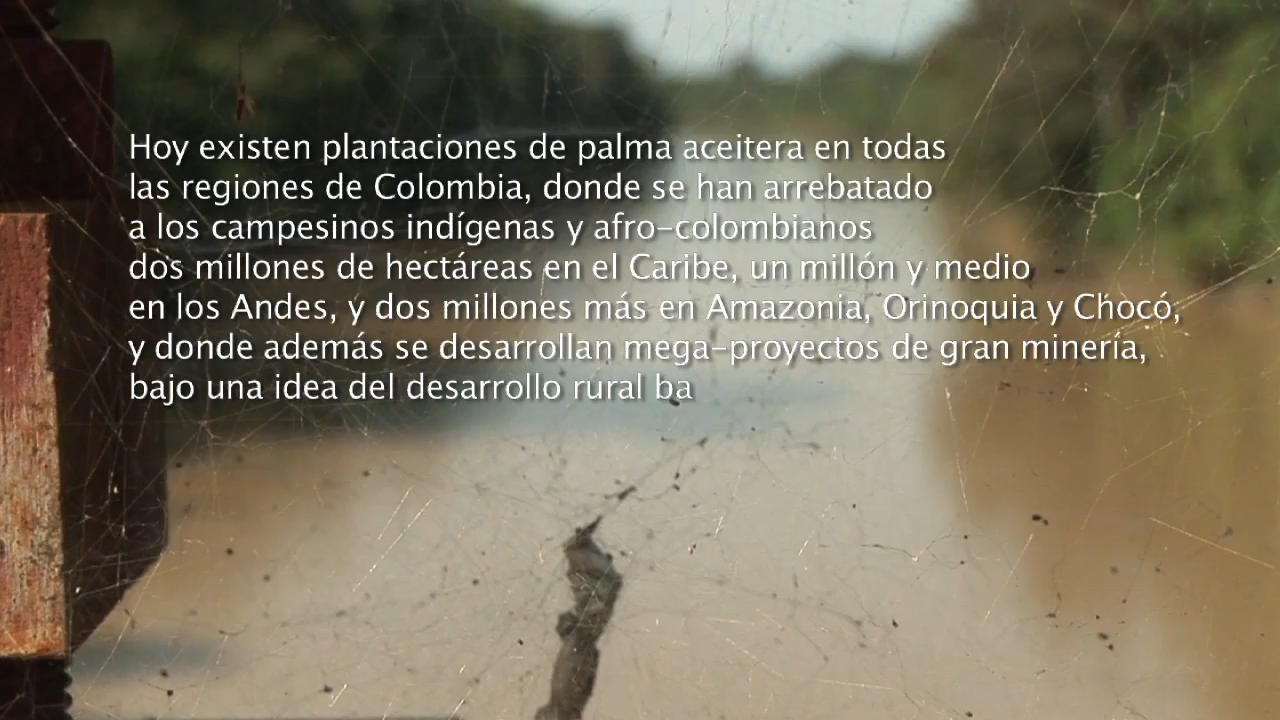 Hoy existen plantaciones de palma aceitera en todas
las regiones de Colombia, donde se han arrebatado
a los campesinos indígenas y afro-colombianos
dos millones de hectáreas en el Caribe, un millón y medio
en los Andes, y dos millones más en Amazonia, Orinoquia y Chocó,
y donde además se desarrollan mega-proyectos de gran minería,
bajo una idea del desarrollo rural ba